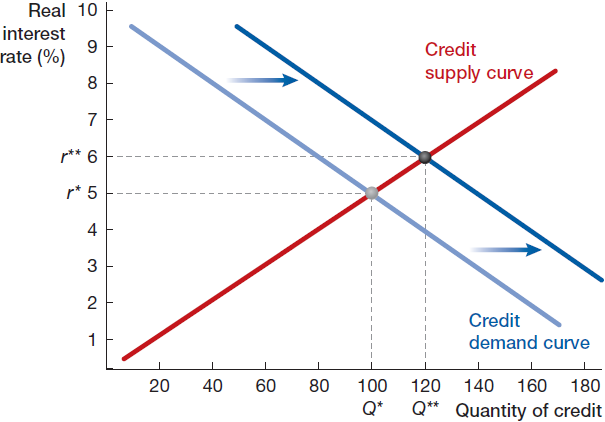 Real
interest
rate (%)
10
9
8
7
r** 6
r* 5
4
3
2
1
Credit
supply curve
Credit
demand curve
20 40 60 80 100 120 140 160 180
Q* Q** Quantity of credit